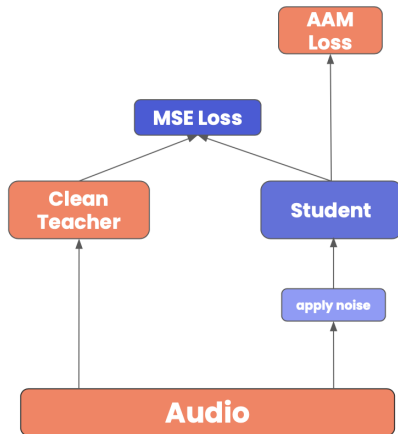 AAM
Loss
MSE Loss
Clean
Teacher
Student
apply noise
Audio